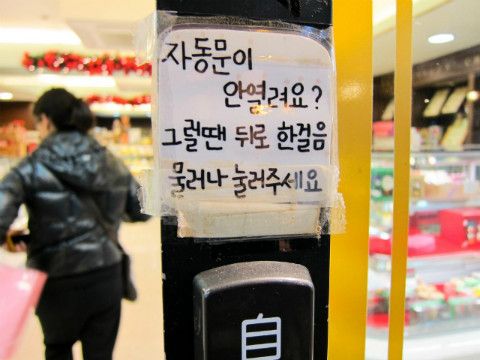 자동문이
안열려요?
그럴땐 뒤로 한걸음
물러나 눌러주세요
自